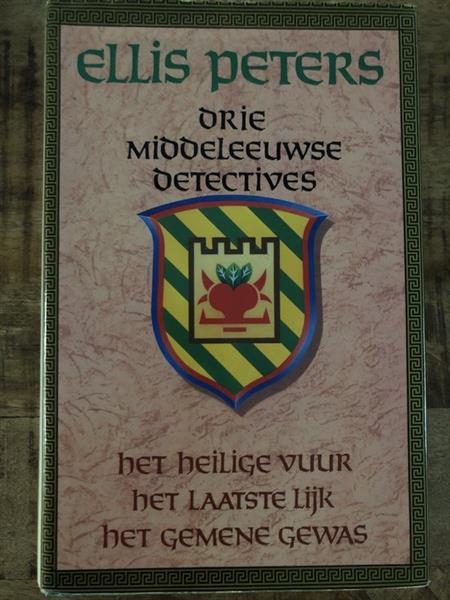 Ellis Peters
Drie
Middeleeuwse
Detectives
Het Heilige Vuur
Het Laatste Lijk
Het Gemene Gewas